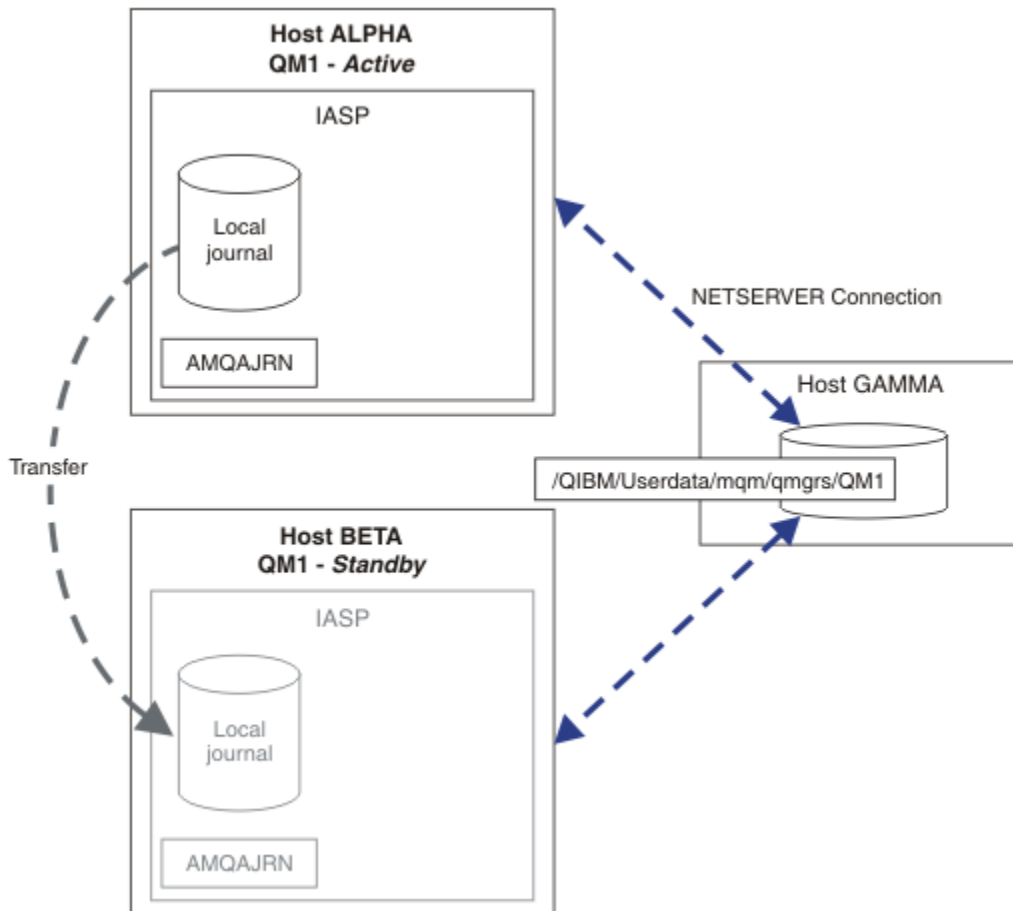 Host ALPHA
QM1 - Active
IASP
Local
journal
AMQAJRN
NETSERVER Connection
Host GAMMA
/QIBM/Userdata/mqm/qmgrs/QM1
Transfer
Host BETA
QM1 - Standby
IASP
Local
journal
AMQAJRN